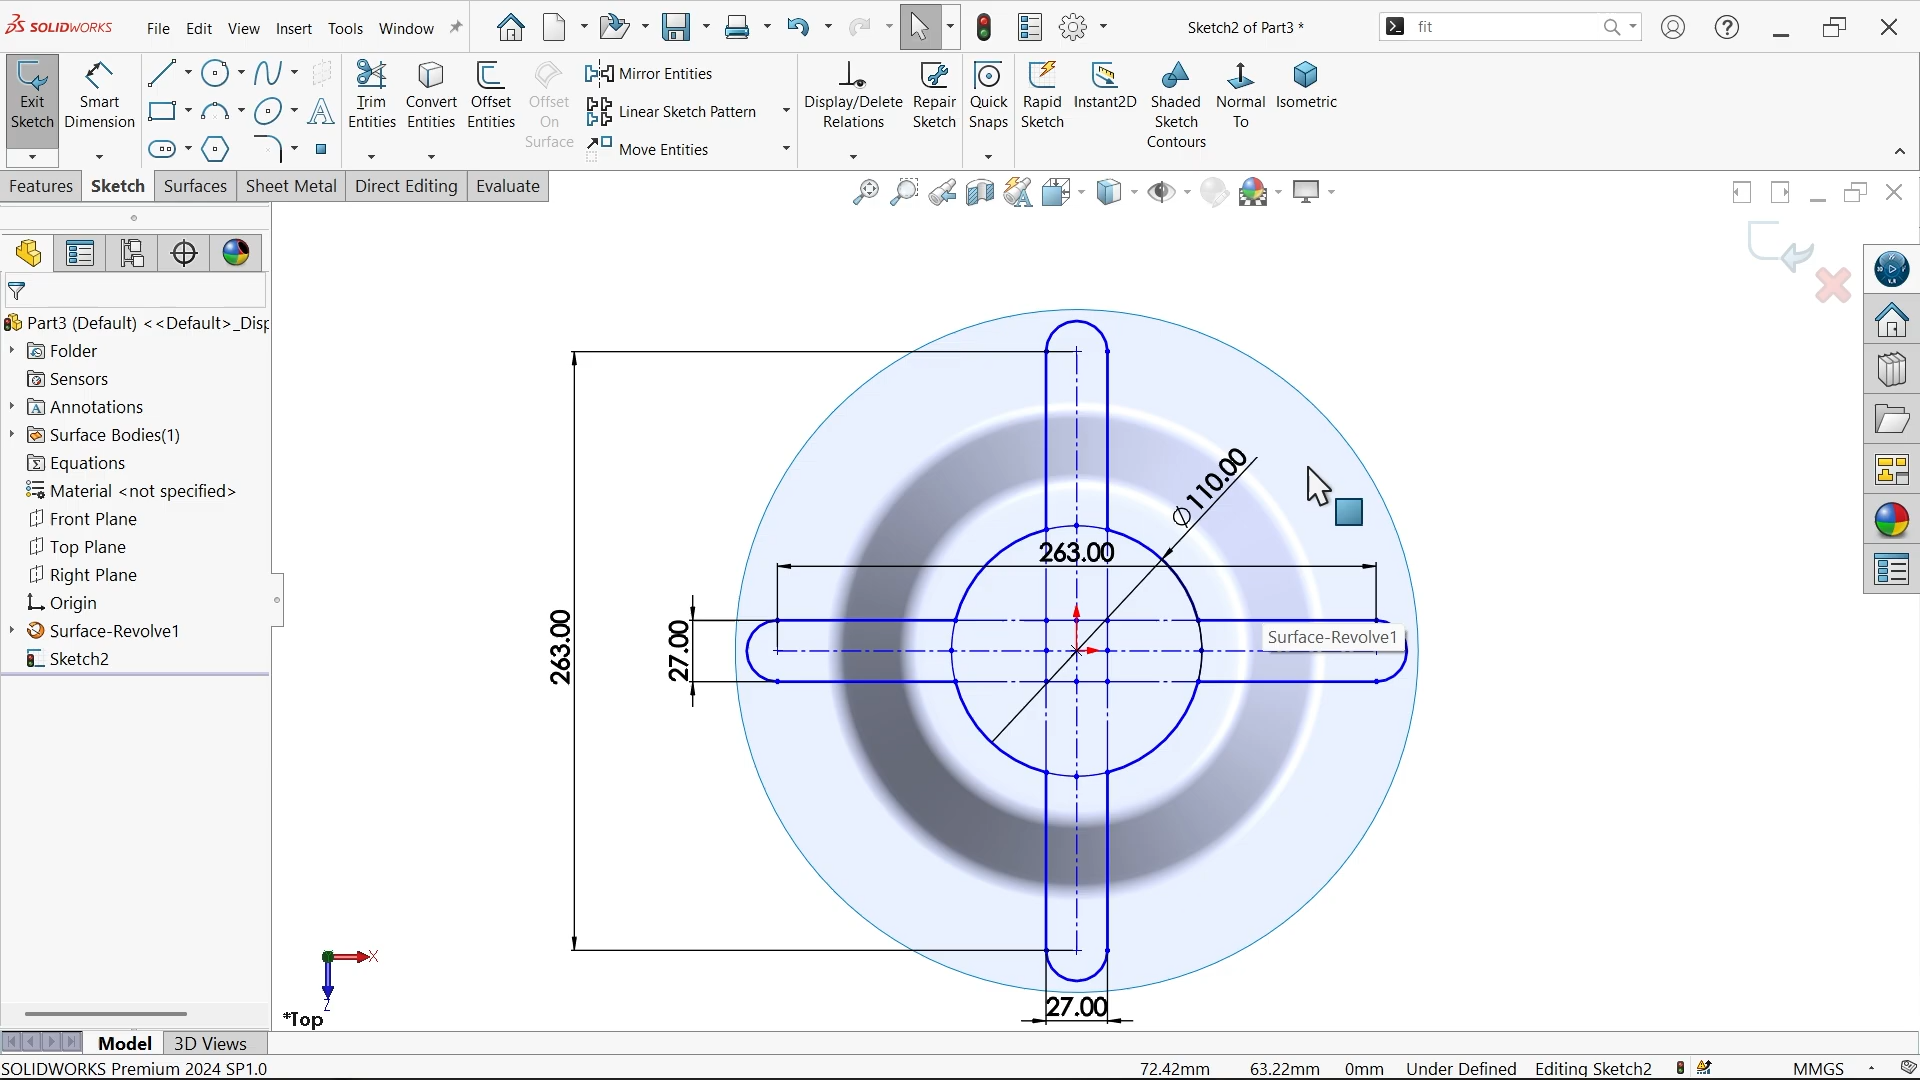 SOLIDWORKS
File Edit View Insert Tools Window
Sketch2 of Part3 *
fit
Exit Sketch
Smart Dimension
Trim Entities
Convert Entities
Offset Entities
Offset On Surface
Mirror Entities
Linear Sketch Pattern
Move Entities
Display/Delete Relations
Repair Sketch
Quick Snaps
Rapid Sketch
Instant2D
Shaded Sketch Contours
Normal To
Isometric
Features Sketch Surfaces Sheet Metal Direct Editing Evaluate
Part3 (Default) <<Default>_Disp
Folder
Sensors
Annotations
Surface Bodies(1)
Equations
Material <not specified>
Front Plane
Top Plane
Right Plane
Origin
Surface-Revolve1
Sketch2
∅110.00
263.00
263.00
27.00
Surface-Revolve1
27.00
X
Z
*Top
Model 3D Views
SOLIDWORKS Premium 2024 SP1.0
72.42mm 63.22mm 0mm Under Defined Editing Sketch2 MMGS